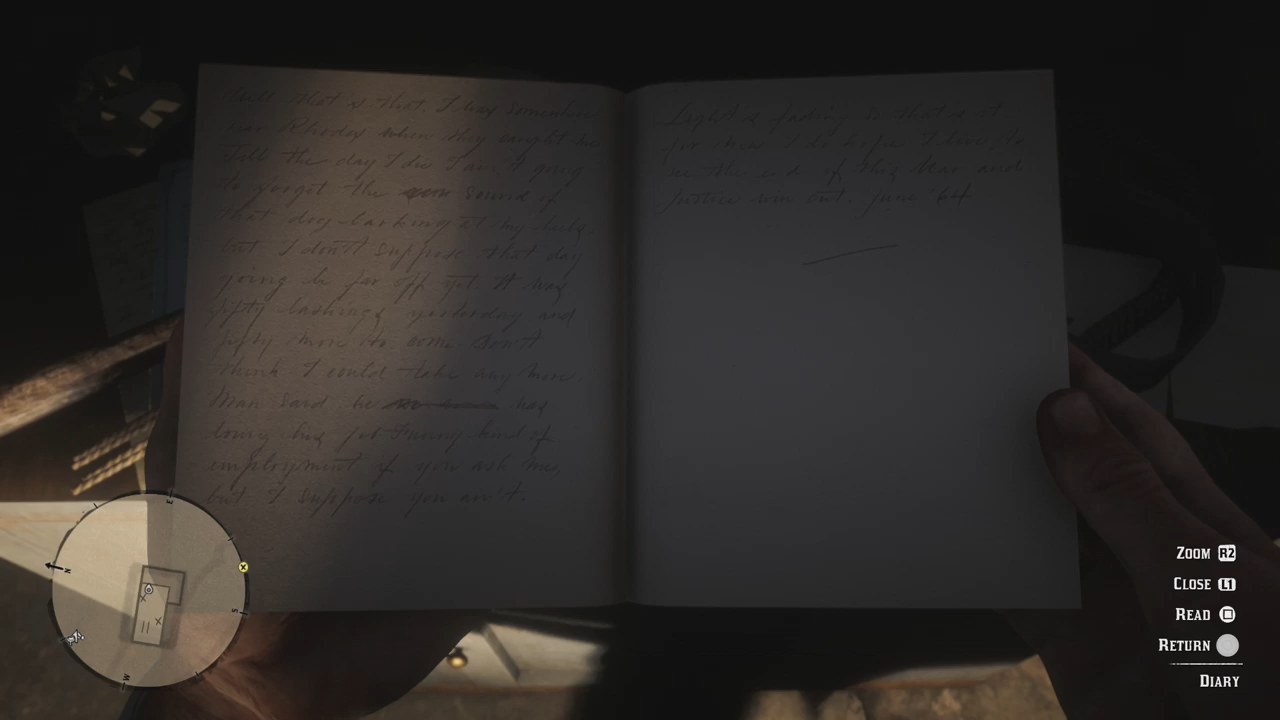 Well that is that. I was somewhere
near Rhodes when they caught me
Till the day I die I ain't going
to forget the sound of
that dog barking at my heels.
but I don't suppose that day
going be far off yet. It was
fifty lashings yesterday and
fifty more to come. Don't
think I could take any more.
Man said he was
doing his job. Funny kind of
employment if you ask me,
but I suppose you ain't.
Light is fading so that is it
for now. I do hope I live to
see the end of this War and
Justice win out. June
ZOOM R2
CLOSE L1
READ
RETURN
DIARY
N
E
S
W